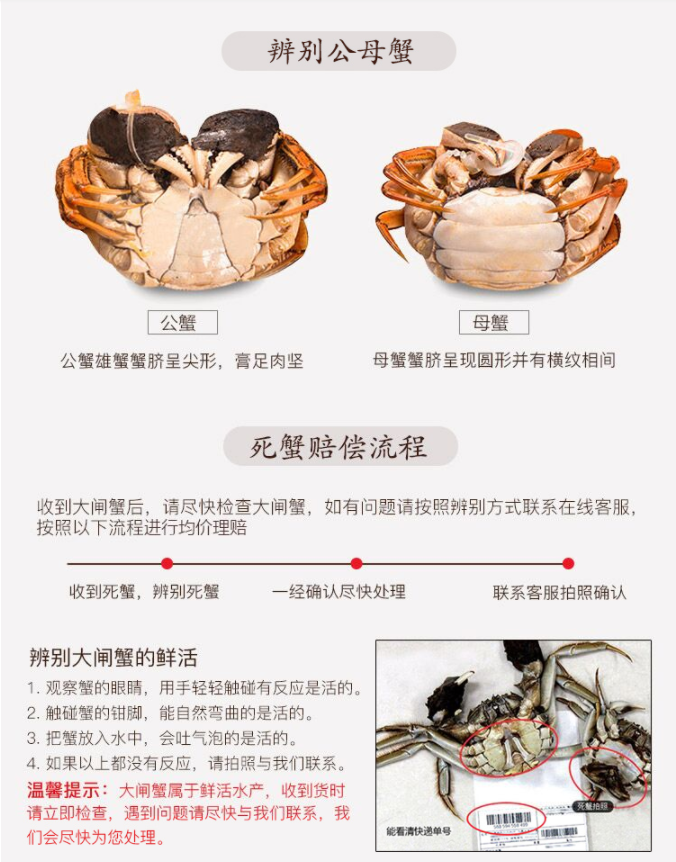 辨别公母蟹
公蟹
母蟹
公蟹雄蟹蟹脐呈尖形，膏足肉坚
母蟹蟹脐呈现圆形并有横纹相间
死蟹赔偿流程
收到大闸蟹后，请尽快检查大闸蟹，如有问题请按照辨别方式联系在线客服，
按照以下流程进行均价理赔
收到死蟹，辨别死蟹
一经确认尽快处理
联系客服拍照确认
辨别大闸蟹的鲜活
1. 观察蟹的眼睛，用手轻轻触碰有反应是活的。
2. 触碰蟹的钳脚，能自然弯曲的是活的。
3. 把蟹放入水中，会吐气泡的是活的。
4. 如果以上都没有反应，请拍照与我们联系。
温馨提示：大闸蟹属于鲜活水产，收到货时
请立即检查，遇到问题请尽快与我们联系，我
们会尽快为您处理。
死蟹拍照
能看清快递单号